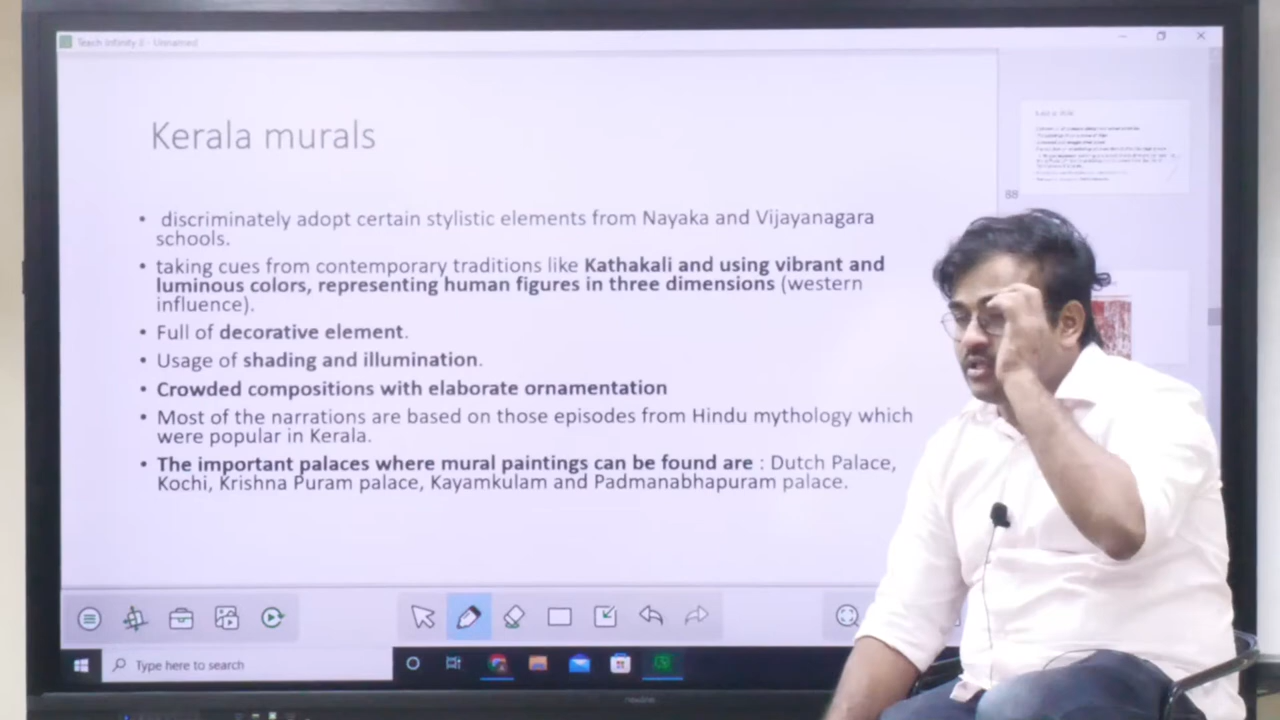 Teach Infinity
Kerala murals
• discriminately adopt certain stylistic elements from Nayaka and Vijayanagara
schools.
• taking cues from contemporary traditions like Kathakali and using vibrant and
luminous colors, representing human figures in three dimensions (western
influence).
• Full of decorative element.
• Usage of shading and illumination.
• Crowded compositions with elaborate ornamentation
• Most of the narrations are based on those episodes from Hindu mythology which
were popular in Kerala.
• The important palaces where mural paintings can be found are : Dutch Palace,
Kochi, Krishna Puram palace, Kayamkulam and Padmanabhapuram palace.
88
Type here to search